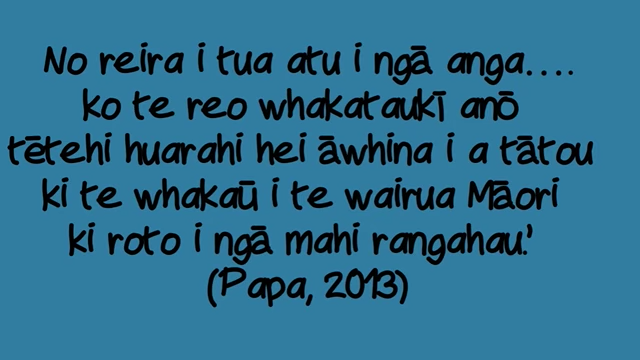 No reira i tua atu i ngā anga....
ko te reo whakataukī anō
tētehi huarahi hei āwhina i a tātou
ki te whakaū i te wairua Māori
ki roto i ngā mahi rangahau.'
(Papa, 2013)